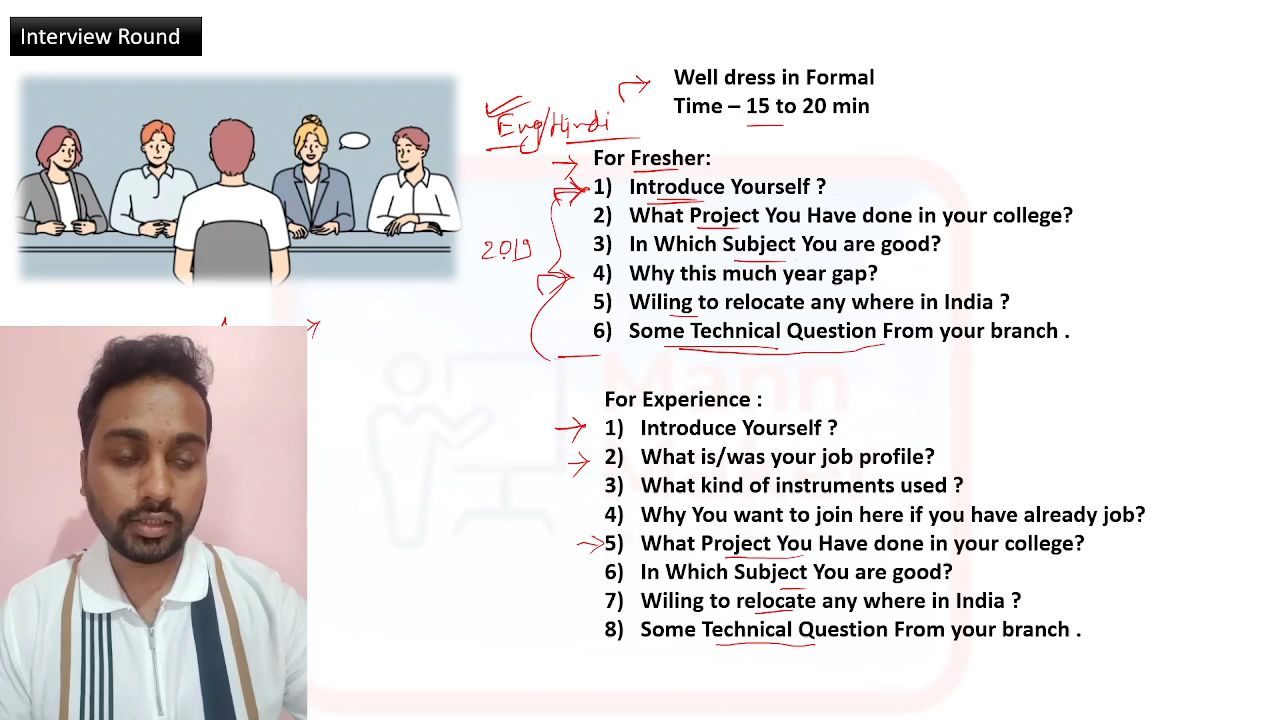 Interview Round
Well dress in Formal
Time – 15 to 20 min
Eng/Hindi
For Fresher:
1) Introduce Yourself ?
2) What Project You Have done in your college?
3) In Which Subject You are good?
2019
4) Why this much year gap?
5) Wiling to relocate any where in India ?
6) Some Technical Question From your branch .
Mann
For Experience :
1) Introduce Yourself ?
2) What is/was your job profile?
3) What kind of instruments used ?
4) Why You want to join here if you have already job?
5) What Project You Have done in your college?
6) In Which Subject You are good?
7) Wiling to relocate any where in India ?
8) Some Technical Question From your branch .